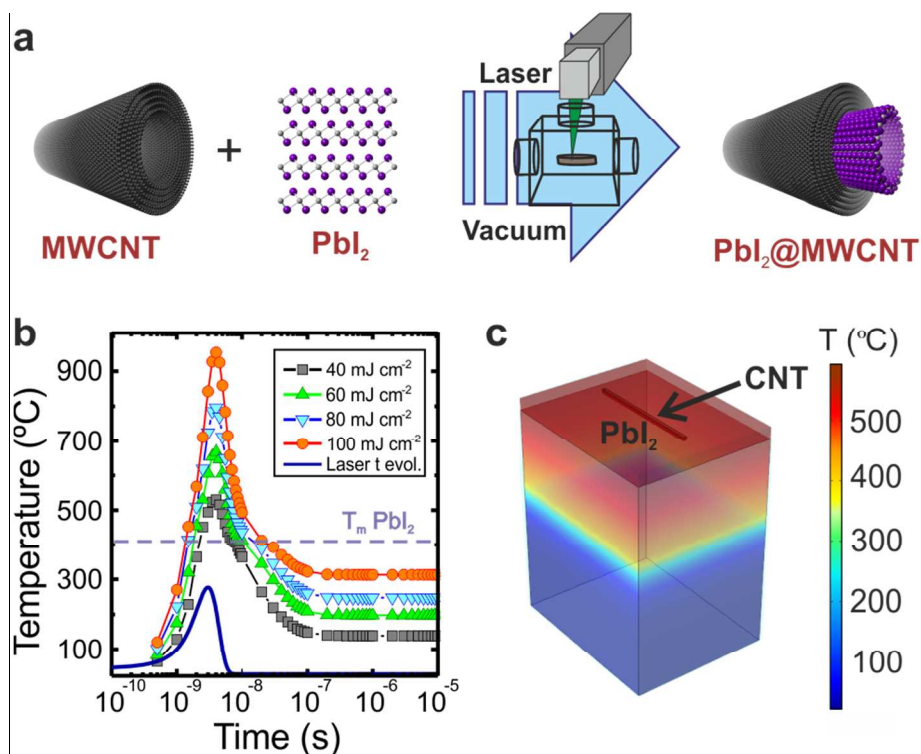 a
Laser
+
Vacuum
MWCNT
PbI₂
PbI₂@MWCNT
b
Temperature (ºC)
900
700
500
300
100
40 mJ cm⁻²
60 mJ cm⁻²
80 mJ cm⁻²
100 mJ cm⁻²
Laser t evol.
Tₘ PbI₂
10⁻¹⁰ 10⁻⁹ 10⁻⁸ 10⁻⁷ 10⁻⁶ 10⁻⁵
Time (s)
c
T (ºC)
CNT
PbI₂
500
400
300
200
100